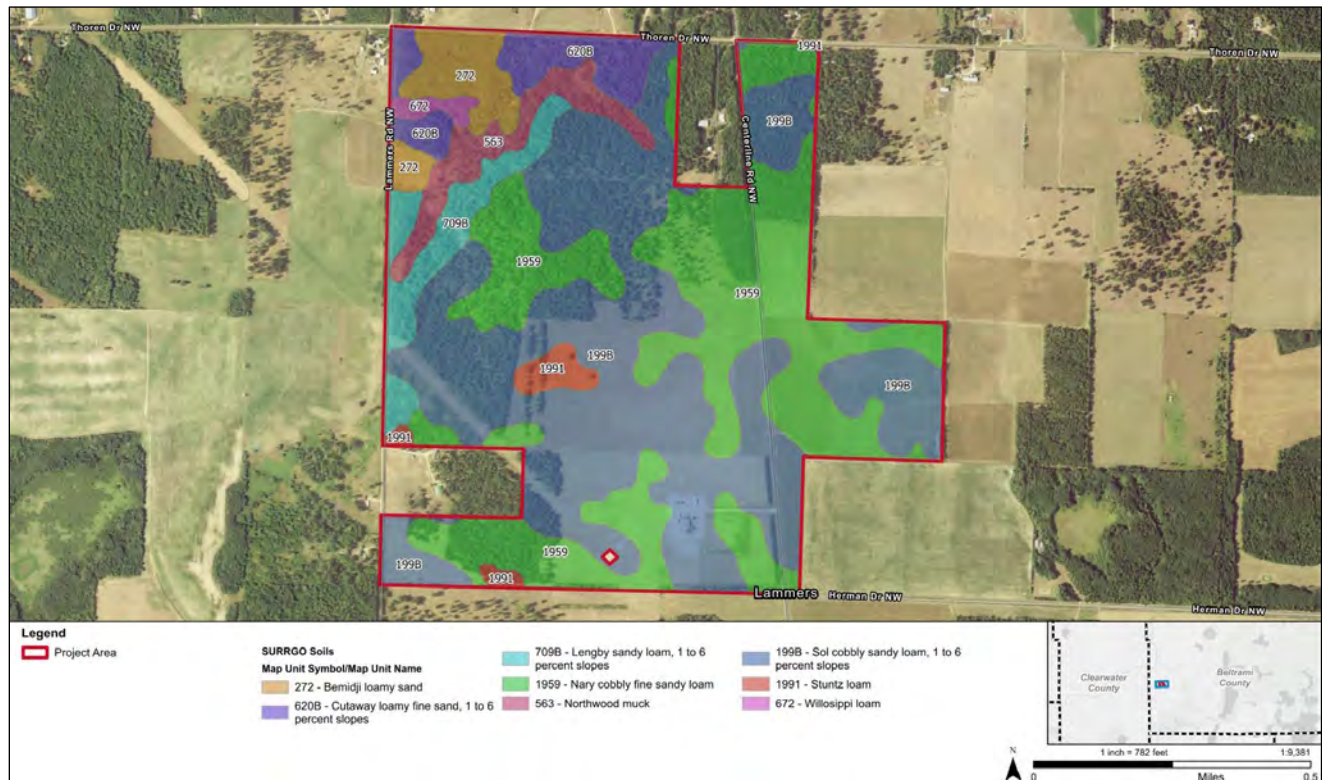 Thoren Dr NW
Thoren Dr NW
1991
Thoren Dr NW
620B
272
672
199B
620B
563
Lammers Rd NW
Centerline Rd NW
272
709B
1959
1959
199B
1991
199B
1991
1959
199B
1991
Lammers
Herman Dr NW
Herman Dr NW
Legend
Project Area
SURRGO Soils
Map Unit Symbol/Map Unit Name
272 - Bemidji loamy sand
620B - Cutaway loamy fine sand, 1 to 6
percent slopes
709B - Lengby sandy loam, 1 to 6
percent slopes
1959 - Nary cobbly fine sandy loam
563 - Northwood muck
199B - Sol cobbly sandy loam, 1 to 6
percent slopes
1991 - Stuntz loam
672 - Willosippi loam
Clearwater
County
Beltrami
County
N
1 inch = 782 feet
1:9,381
0
Miles
0.5